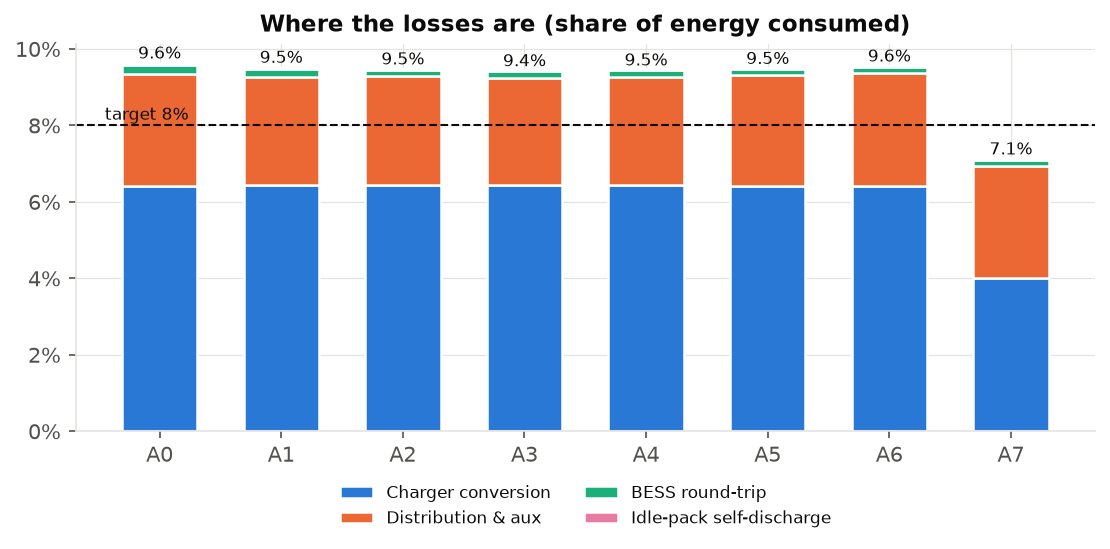 Where the losses are (share of energy consumed)
10%
8%
6%
4%
2%
0%
target 8%
9.6%
9.5%
9.5%
9.4%
9.5%
9.5%
9.6%
7.1%
A0 A1 A2 A3 A4 A5 A6 A7
Charger conversion
Distribution & aux
BESS round-trip
Idle-pack self-discharge